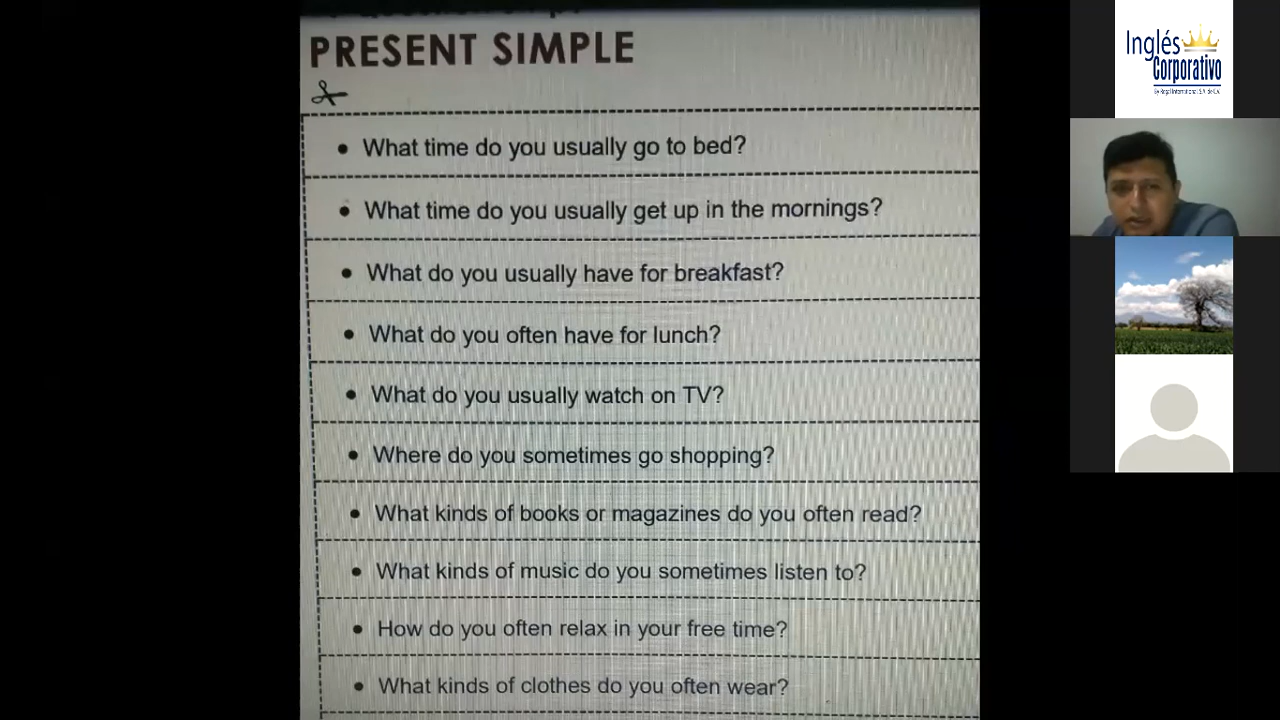 PRESENT SIMPLE
What time do you usually go to bed?
What time do you usually get up in the mornings?
What do you usually have for breakfast?
What do you often have for lunch?
What do you usually watch on TV?
Where do you sometimes go shopping?
What kinds of books or magazines do you often read?
What kinds of music do you sometimes listen to?
How do you often relax in your free time?
What kinds of clothes do you often wear?
Inglés
Corporativo
By Regal International S.A. de C.V.